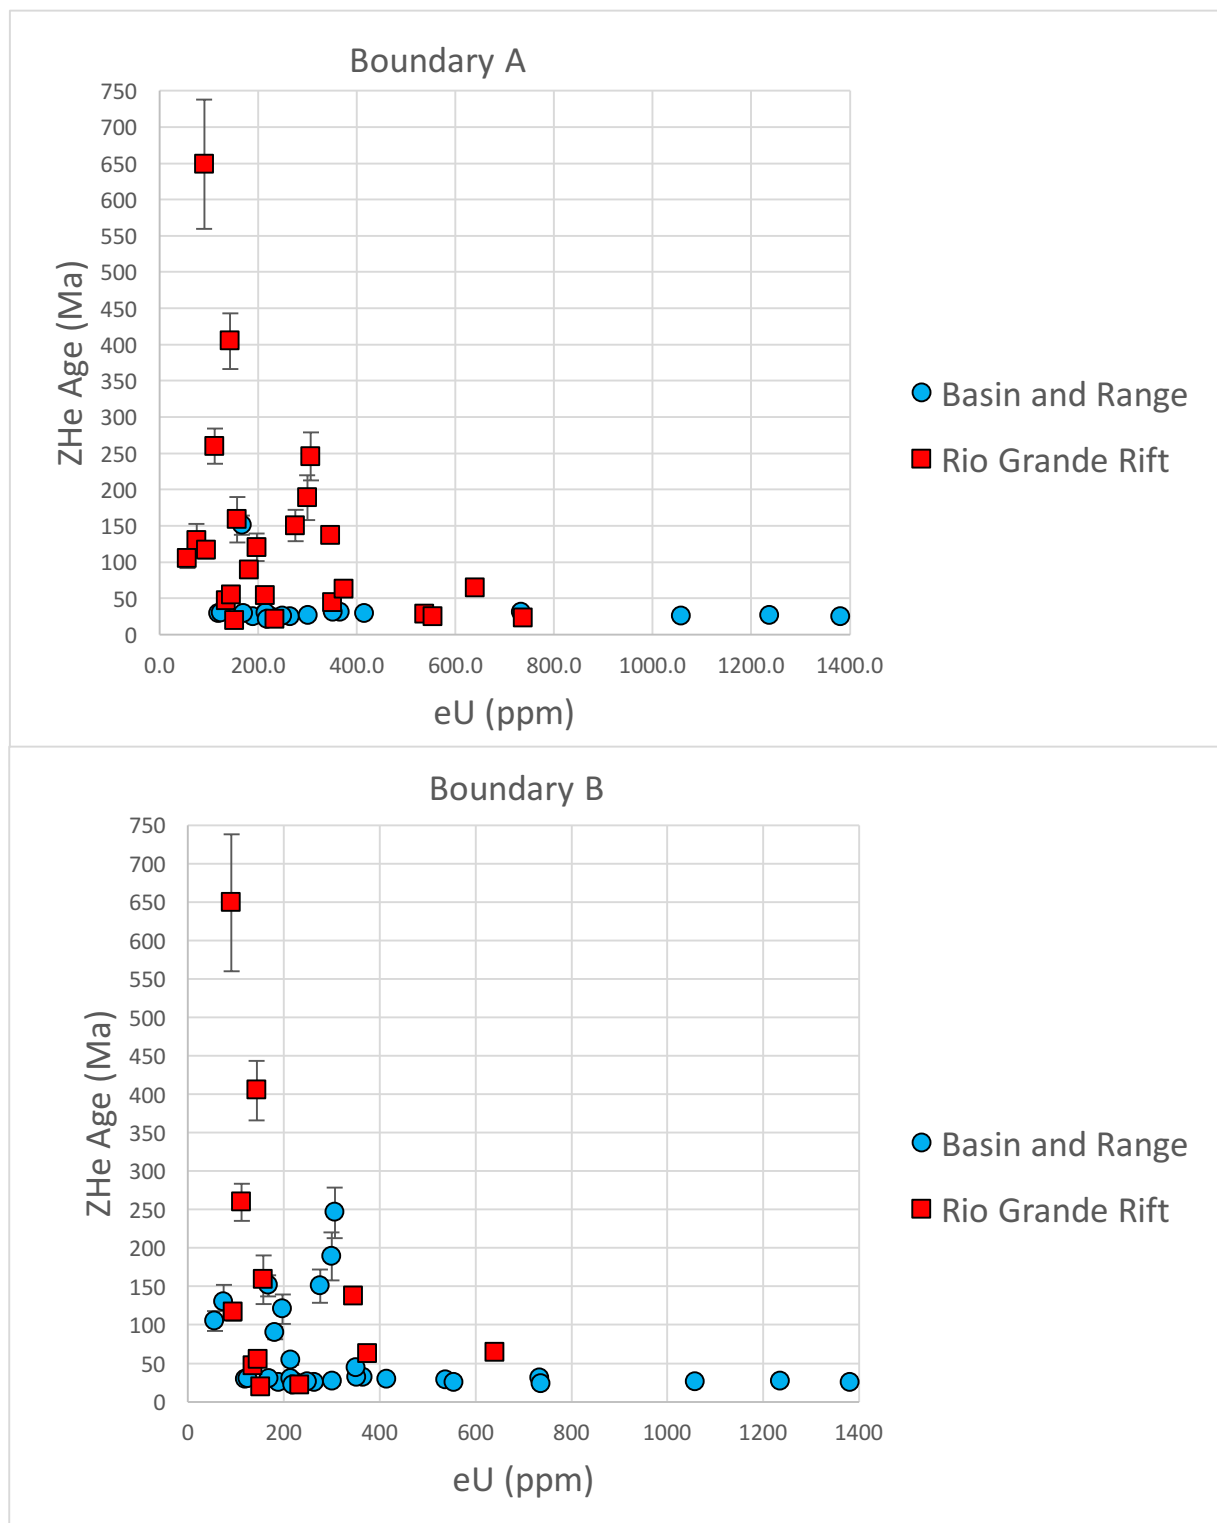 Boundary A
750
700
650
600
550
500
450
400
350
300
250
200
150
100
50
0
ZHe Age (Ma)
0.0 200.0 400.0 600.0 800.0 1000.0 1200.0 1400.0
eU (ppm)
Basin and Range
Rio Grande Rift
Boundary B
750
700
650
600
550
500
450
400
350
300
250
200
150
100
50
0
ZHe Age (Ma)
0 200 400 600 800 1000 1200 1400
eU (ppm)
Basin and Range
Rio Grande Rift